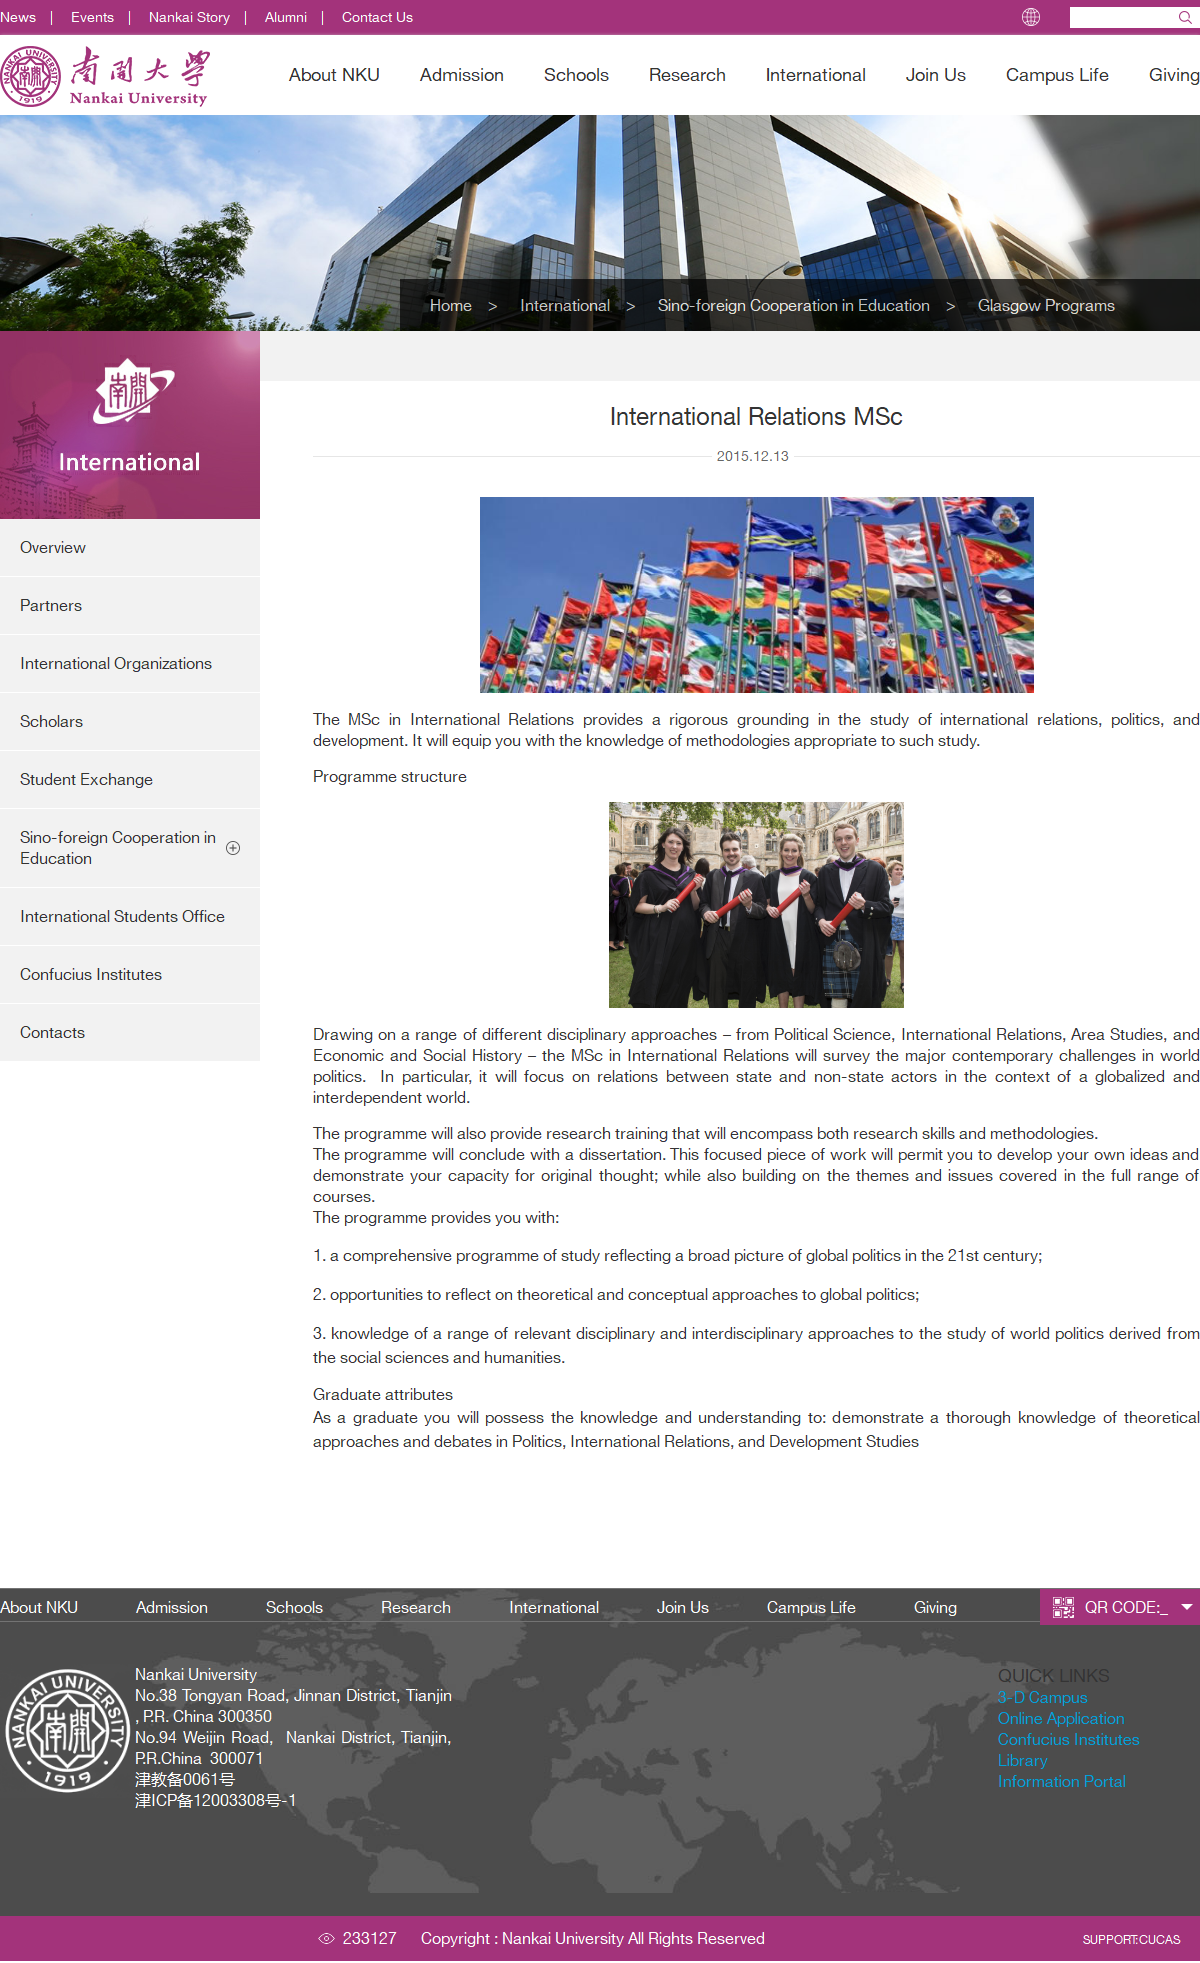 News | Events | Nankai Story | Alumni | Contact Us
NANKAI UNIVERSITY
1919
南開大學
Nankai University
About NKU Admission Schools Research International Join Us Campus Life Giving
Home > International > Sino-foreign Cooperation in Education > Glasgow Programs
南開
International
Overview
Partners
International Organizations
Scholars
Student Exchange
Sino-foreign Cooperation in
Education
International Students Office
Confucius Institutes
Contacts
International Relations MSc
2015.12.13
The MSc in International Relations provides a rigorous grounding in the study of international relations, politics, and
development. It will equip you with the knowledge of methodologies appropriate to such study.
Programme structure
Drawing on a range of different disciplinary approaches – from Political Science, International Relations, Area Studies, and
Economic and Social History – the MSc in International Relations will survey the major contemporary challenges in world
politics.  In particular, it will focus on relations between state and non-state actors in the context of a globalized and
interdependent world.
The programme will also provide research training that will encompass both research skills and methodologies.
The programme will conclude with a dissertation. This focused piece of work will permit you to develop your own ideas and
demonstrate your capacity for original thought; while also building on the themes and issues covered in the full range of
courses.
The programme provides you with:
1. a comprehensive programme of study reflecting a broad picture of global politics in the 21st century;
2. opportunities to reflect on theoretical and conceptual approaches to global politics;
3. knowledge of a range of relevant disciplinary and interdisciplinary approaches to the study of world politics derived from
the social sciences and humanities.
Graduate attributes
As a graduate you will possess the knowledge and understanding to: demonstrate a thorough knowledge of theoretical
approaches and debates in Politics, International Relations, and Development Studies
About NKU Admission Schools Research International Join Us Campus Life Giving
QR CODE:_
NANKAI UNIVERSITY
南開
1919
Nankai University
No.38 Tongyan Road, Jinnan District, Tianjin
, P.R. China 300350
No.94 Weijin Road,  Nankai District, Tianjin,
P.R.China  300071
津教备0061号
津ICP备12003308号-1
QUICK LINKS
3-D Campus
Online Application
Confucius Institutes
Library
Information Portal
233127 Copyright : Nankai University All Rights Reserved
SUPPORT:CUCAS